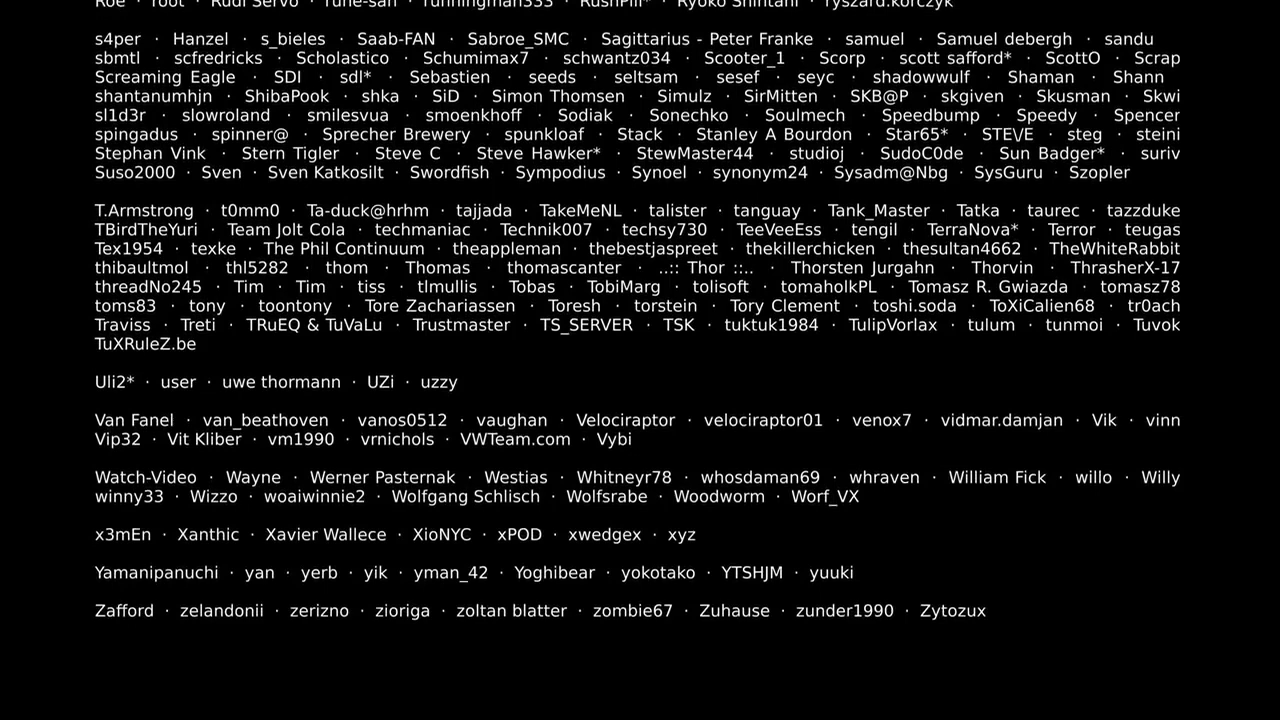 Roe · root · Rudi Servo · rune-san · runningman333 · RushPill* · Ryoko Shintani · ryszard.korczyk
s4per · Hanzel · s_bieles · Saab-FAN · Sabroe_SMC · Sagittarius - Peter Franke · samuel · Samuel debergh · sandu
sbmtl · scfredricks · Scholastico · Schumimax7 · schwantz034 · Scooter_1 · Scorp · scott safford* · ScottO · Scrap
Screaming Eagle · SDI · sdl* · Sebastien · seeds · seltsam · sesef · seyc · shadowwulf · Shaman · Shann
shantanumhjn · ShibaPook · shka · SiD · Simon Thomsen · Simulz · SirMitten · SKB@P · skgiven · Skusman · Skwi
sl1d3r · slowroland · smilesvua · smoenkhoff · Sodiak · Sonechko · Soulmech · Speedbump · Speedy · Spencer
spingadus · spinner@ · Sprecher Brewery · spunkloaf · Stack · Stanley A Bourdon · Star65* · STE\/E · steg · steini
Stephan Vink · Stern Tigler · Steve C · Steve Hawker* · StewMaster44 · studioj · SudoC0de · Sun Badger* · suriv
Suso2000 · Sven · Sven Katkosilt · Swordfish · Sympodius · Synoel · synonym24 · Sysadm@Nbg · SysGuru · Szopler
T.Armstrong · t0mm0 · Ta-duck@hrhm · tajjada · TakeMeNL · talister · tanguay · Tank_Master · Tatka · taurec · tazzduke
TBirdTheYuri · Team Jolt Cola · techmaniac · Technik007 · techsy730 · TeeVeeEss · tengil · TerraNova* · Terror · teugas
Tex1954 · texke · The Phil Continuum · theappleman · thebestjaspreet · thekillerchicken · thesultan4662 · TheWhiteRabbit
thibaultmol · thl5282 · thom · Thomas · thomascanter · ..:: Thor ::.. · Thorsten Jurgahn · Thorvin · ThrasherX-17
threadNo245 · Tim · Tim · tiss · tlmullis · Tobas · TobiMarg · tolisoft · tomaholkPL · Tomasz R. Gwiazda · tomasz78
toms83 · tony · toontony · Tore Zachariassen · Toresh · torstein · Tory Clement · toshi.soda · ToXiCalien68 · tr0ach
Traviss · Treti · TRuEQ & TuVaLu · Trustmaster · TS_SERVER · TSK · tuktuk1984 · TulipVorlax · tulum · tunmoi · Tuvok
TuXRuleZ.be
Uli2* · user · uwe thormann · UZi · uzzy
Van Fanel · van_beathoven · vanos0512 · vaughan · Velociraptor · velociraptor01 · venox7 · vidmar.damjan · Vik · vinn
Vip32 · Vit Kliber · vm1990 · vrnichols · VWTeam.com · Vybi
Watch-Video · Wayne · Werner Pasternak · Westias · Whitneyr78 · whosdaman69 · whraven · William Fick · willo · Willy
winny33 · Wizzo · woaiwinnie2 · Wolfgang Schlisch · Wolfsrabe · Woodworm · Worf_VX
x3mEn · Xanthic · Xavier Wallece · XioNYC · xPOD · xwedgex · xyz
Yamanipanuchi · yan · yerb · yik · yman_42 · Yoghibear · yokotako · YTSHJM · yuuki
Zafford · zelandonii · zerizno · zioriga · zoltan blatter · zombie67 · Zuhause · zunder1990 · Zytozux